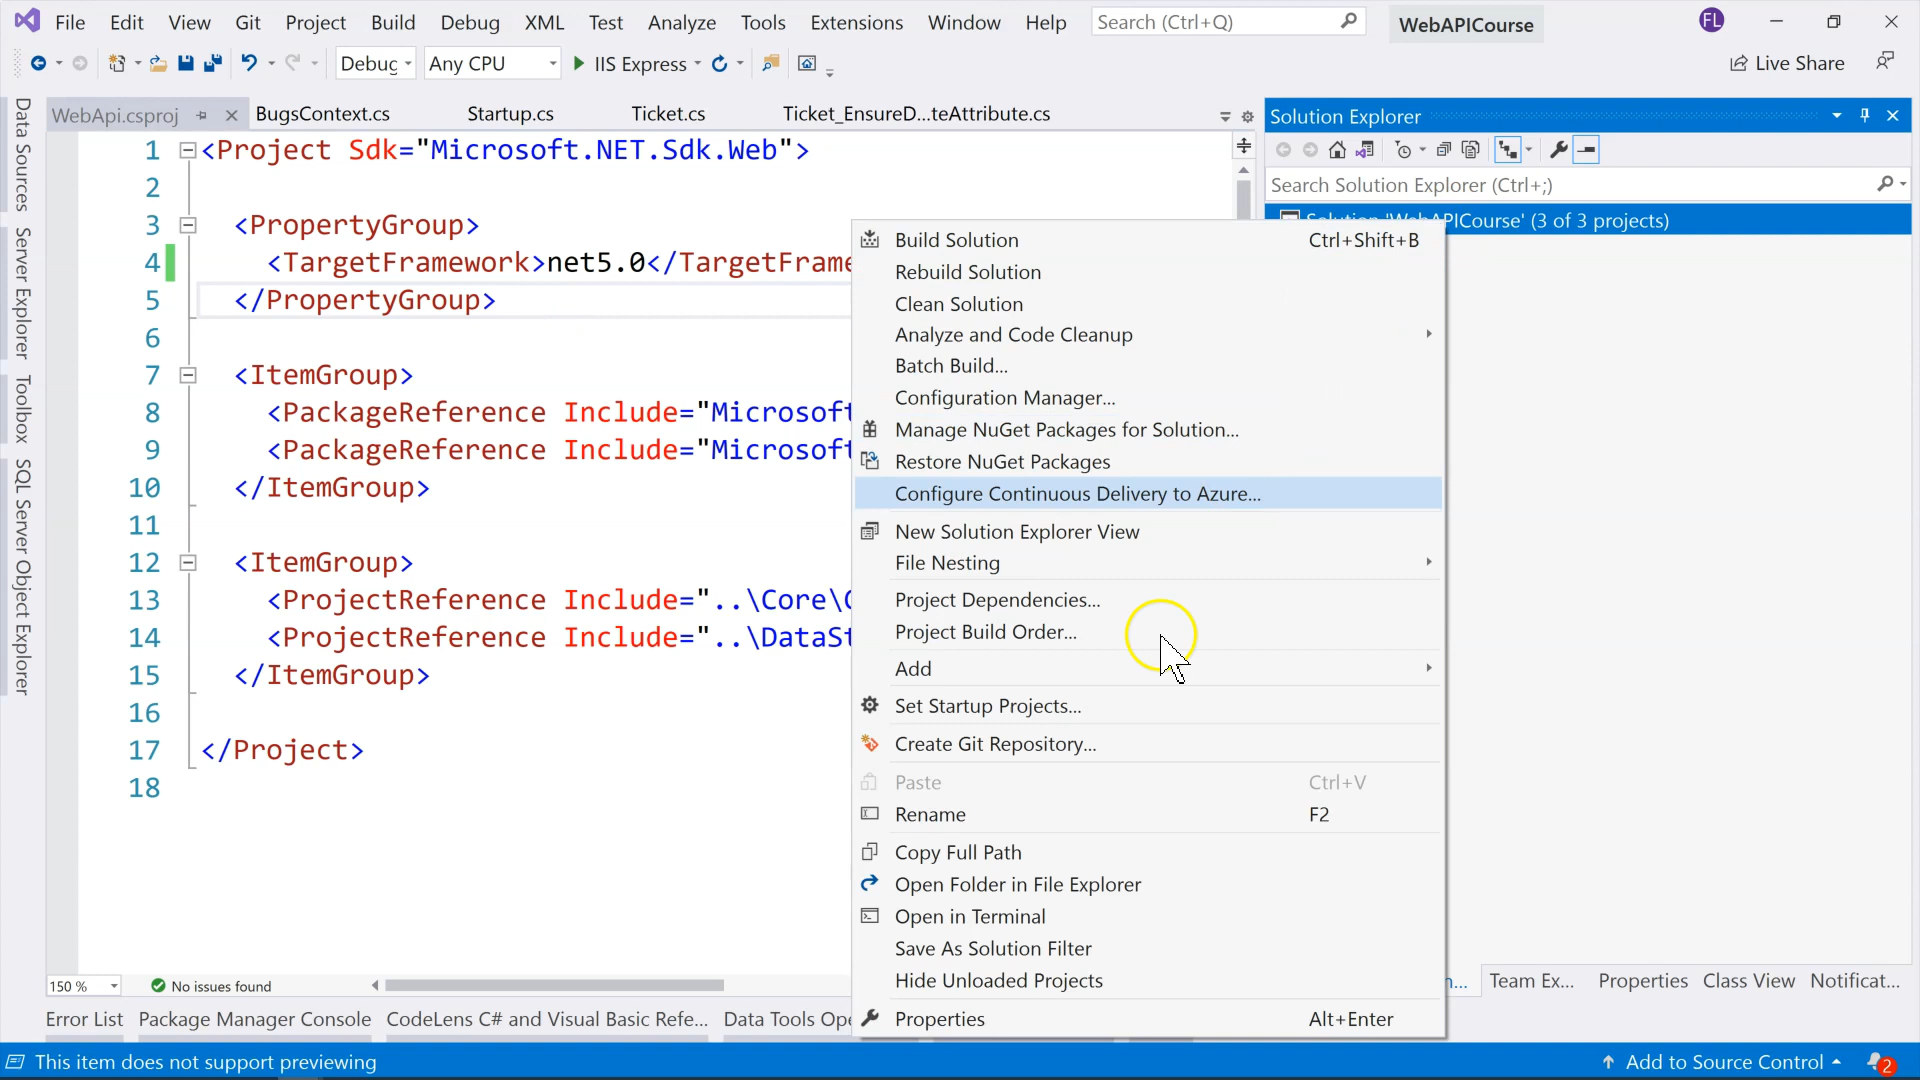 File Edit View Git Project Build Debug XML Test Analyze Tools Extensions Window Help Search (Ctrl+Q) WebAPICourse FL
Debug Any CPU IIS Express Live Share
WebApi.csproj BugsContext.cs Startup.cs Ticket.cs Ticket_EnsureD...teAttribute.cs
Solution Explorer
Search Solution Explorer (Ctrl+;)
Solution 'WebAPICourse' (3 of 3 projects)
Data Sources
Server Explorer
Toolbox
SQL Server Object Explorer
1 <Project Sdk="Microsoft.NET.Sdk.Web">
2
3 <PropertyGroup>
4 <TargetFramework>net5.0</TargetFrame
5 </PropertyGroup>
6
7 <ItemGroup>
8 <PackageReference Include="Microsoft
9 <PackageReference Include="Microsoft
10 </ItemGroup>
11
12 <ItemGroup>
13 <ProjectReference Include="..\Core\C
14 <ProjectReference Include="..\DataSt
15 </ItemGroup>
16
17 </Project>
18
Build Solution Ctrl+Shift+B
Rebuild Solution
Clean Solution
Analyze and Code Cleanup
Batch Build...
Configuration Manager...
Manage NuGet Packages for Solution...
Restore NuGet Packages
Configure Continuous Delivery to Azure...
New Solution Explorer View
File Nesting
Project Dependencies...
Project Build Order...
Add
Set Startup Projects...
Create Git Repository...
Paste Ctrl+V
Rename F2
Copy Full Path
Open Folder in File Explorer
Open in Terminal
Save As Solution Filter
Hide Unloaded Projects
Properties Alt+Enter
150 % No issues found
n... Team Ex... Properties Class View Notificat...
Error List Package Manager Console CodeLens C# and Visual Basic Refe... Data Tools Ope
This item does not support previewing Add to Source Control 2